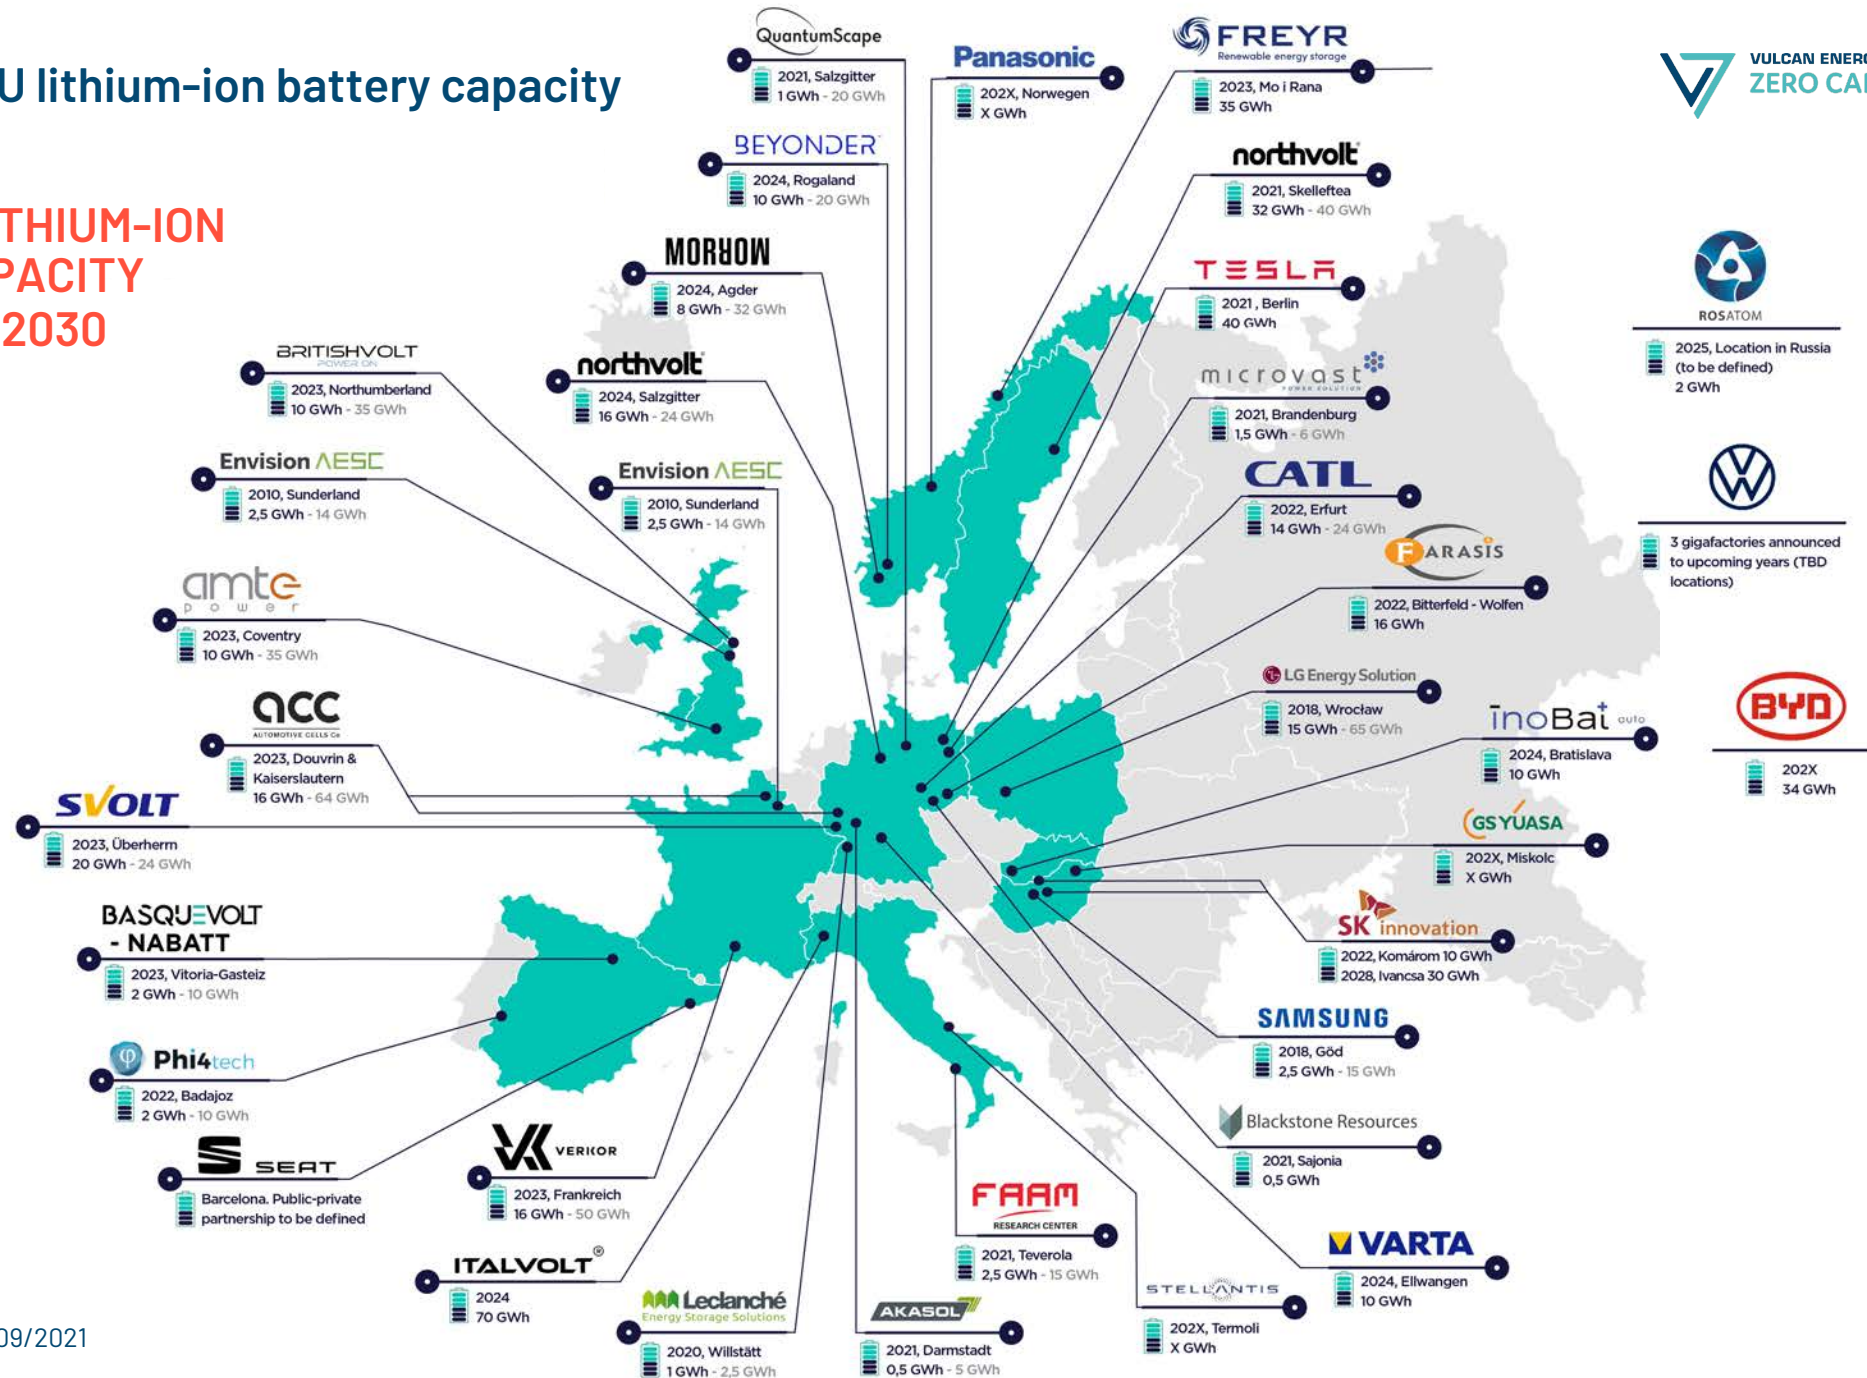 U lithium-ion battery capacity
THIUM-ION
PACITY
2030
09/2021
VULCAN ENERG
ZERO CA
QuantumScape
2021, Salzgitter
1 GWh - 20 GWh
Panasonic
202X, Norwegen
X GWh
FREYR
Renewable energy storage
2023, Mo i Rana
35 GWh
BEYONDER
2024, Rogaland
10 GWh - 20 GWh
northvolt
2021, Skelleftea
32 GWh - 40 GWh
MORROW
2024, Agder
8 GWh - 32 GWh
TESLA
2021 , Berlin
40 GWh
ROSATOM
2025, Location in Russia
(to be defined)
2 GWh
BRITISHVOLT
POWER ON
2023, Northumberland
10 GWh - 35 GWh
northvolt
2024, Salzgitter
16 GWh - 24 GWh
microvast
POWER SOLUTION
2021, Brandenburg
1,5 GWh - 6 GWh
Envision AESC
2010, Sunderland
2,5 GWh - 14 GWh
Envision AESC
2010, Sunderland
2,5 GWh - 14 GWh
CATL
2022, Erfurt
14 GWh - 24 GWh
VW
3 gigafactories announced
to upcoming years (TBD
locations)
FARASIS
2022, Bitterfeld - Wolfen
16 GWh
amte
power
2023, Coventry
10 GWh - 35 GWh
LG Energy Solution
2018, Wrocław
15 GWh - 65 GWh
acc
AUTOMOTIVE CELLS Co
2023, Douvrin &
Kaiserslautern
16 GWh - 64 GWh
inoBat auto
2024, Bratislava
10 GWh
BYD
202X
34 GWh
SVOLT
2023, Überherrn
20 GWh - 24 GWh
GS YUASA
202X, Miskolc
X GWh
BASQUEVOLT
- NABATT
2023, Vitoria-Gasteiz
2 GWh - 10 GWh
SK innovation
2022, Komárom 10 GWh
2028, Ivancsa 30 GWh
Phi4tech
2022, Badajoz
2 GWh - 10 GWh
SAMSUNG
2018, Göd
2,5 GWh - 15 GWh
SEAT
Barcelona. Public-private
partnership to be defined
VERKOR
2023, Frankreich
16 GWh - 50 GWh
Blackstone Resources
2021, Sajonia
0,5 GWh
FAAM
RESEARCH CENTER
2021, Teverola
2,5 GWh - 15 GWh
ITALVOLT®
2024
70 GWh
Leclanché
Energy Storage Solutions
2020, Willstätt
1 GWh - 2,5 GWh
AKASOL
2021, Darmstadt
0,5 GWh - 5 GWh
STELLANTIS
202X, Termoli
X GWh
VARTA
2024, Ellwangen
10 GWh